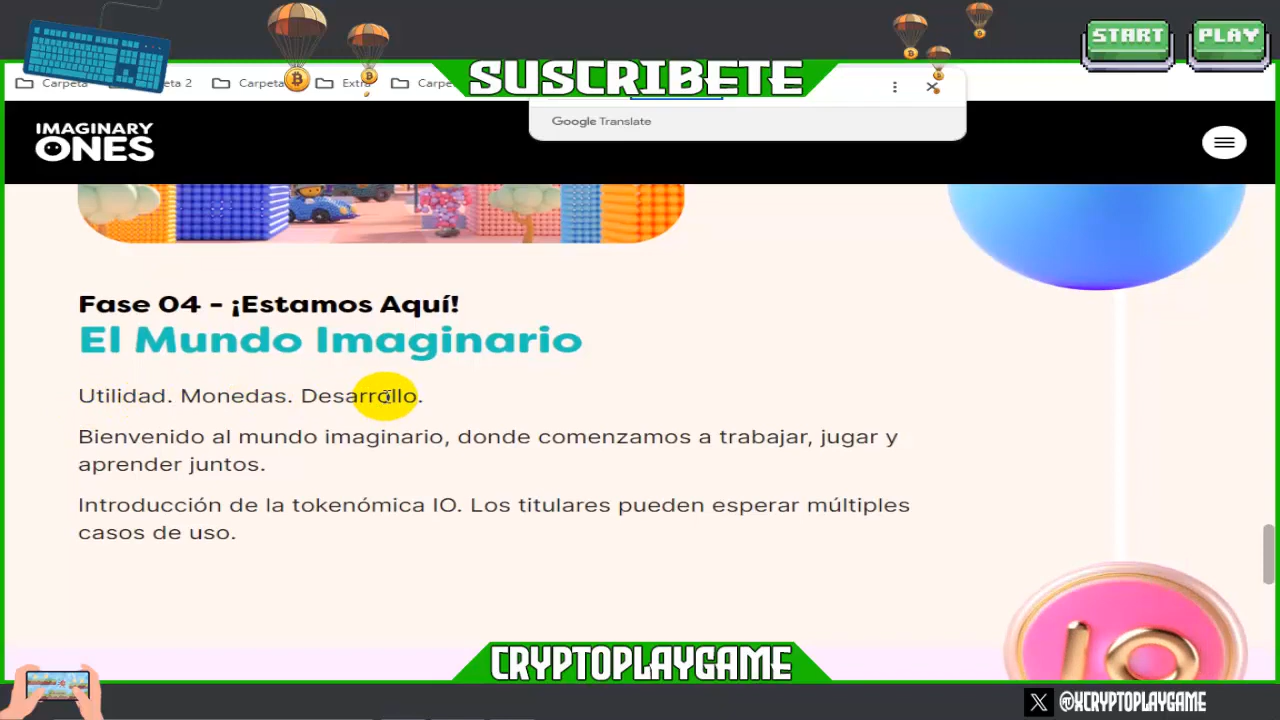 START
PLAY
SUSCRIBETE
Carpeta
2
Carpeta
Extra
Google Translate
IMAGINARY
ONES
Fase 04 - ¡Estamos Aquí!
El Mundo Imaginario
Utilidad. Monedas. Desarrollo.
Bienvenido al mundo imaginario, donde comenzamos a trabajar, jugar y
aprender juntos.
Introducción de la tokenómica IO. Los titulares pueden esperar múltiples
casos de uso.
IO
CRYPTOPLAYGAME
X @XCRYPTOPLAYGAME